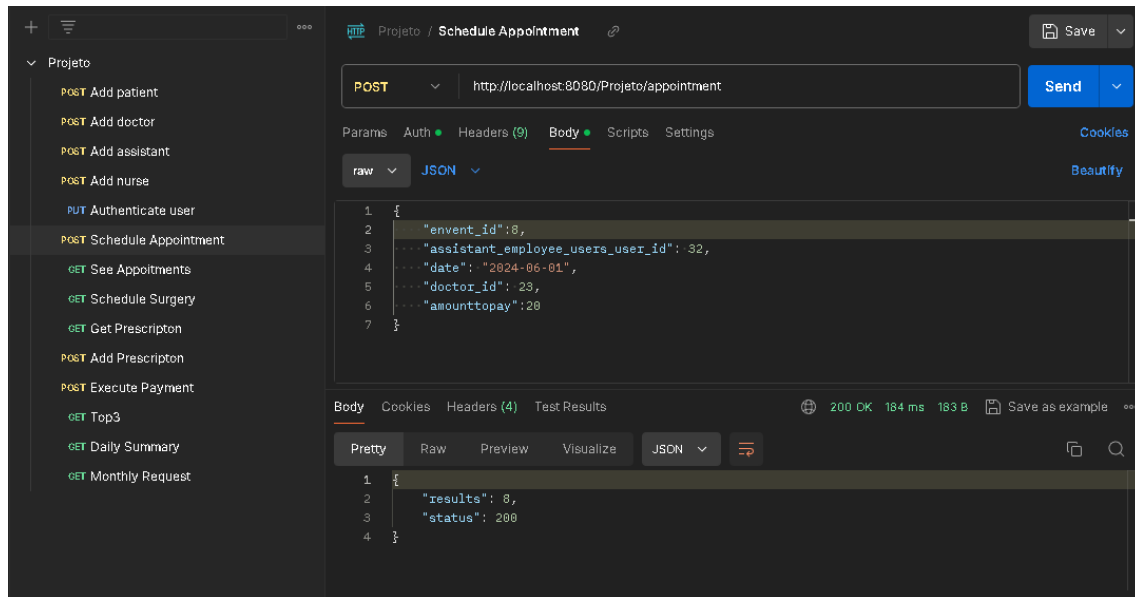 HTTP Projeto / Schedule Appointment Save
Projeto
POST Add patient
POST Add doctor
POST Add assistant
POST Add nurse
PUT Authenticate user
POST Schedule Appointment
GET See Appoitments
GET Schedule Surgery
GET Get Prescripton
POST Add Prescripton
POST Execute Payment
GET Top3
GET Daily Summary
GET Monthly Request
POST http://localhost:8080/Projeto/appointment Send
Params Auth Headers (9) Body Scripts Settings Cookies
raw JSON Beautify
1 {
2 "envent_id":8,
3 "assistant_employee_users_user_id": 32,
4 "date": "2024-06-01",
5 "doctor_id": 23,
6 "amounttopay":20
7 }
Body Cookies Headers (4) Test Results 200 OK 184 ms 183 B Save as example
Pretty Raw Preview Visualize JSON
1 {
2 "results": 8,
3 "status": 200
4 }